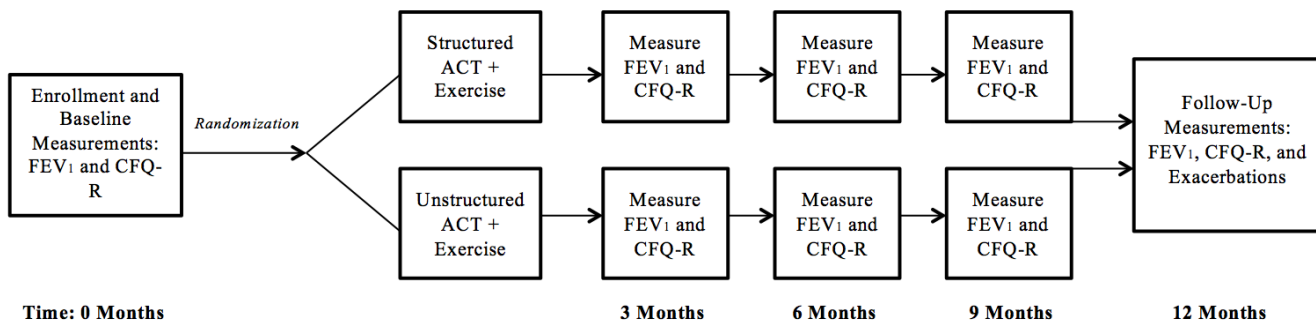 Enrollment and
Baseline
Measurements:
FEV1 and CFQ-
R
Randomization
Structured
ACT +
Exercise
Measure
FEV1 and
CFQ-R
Measure
FEV1 and
CFQ-R
Measure
FEV1 and
CFQ-R
Unstructured
ACT +
Exercise
Measure
FEV1 and
CFQ-R
Measure
FEV1 and
CFQ-R
Measure
FEV1 and
CFQ-R
Follow-Up
Measurements:
FEV1, CFQ-R, and
Exacerbations
Time: 0 Months
3 Months
6 Months
9 Months
12 Months